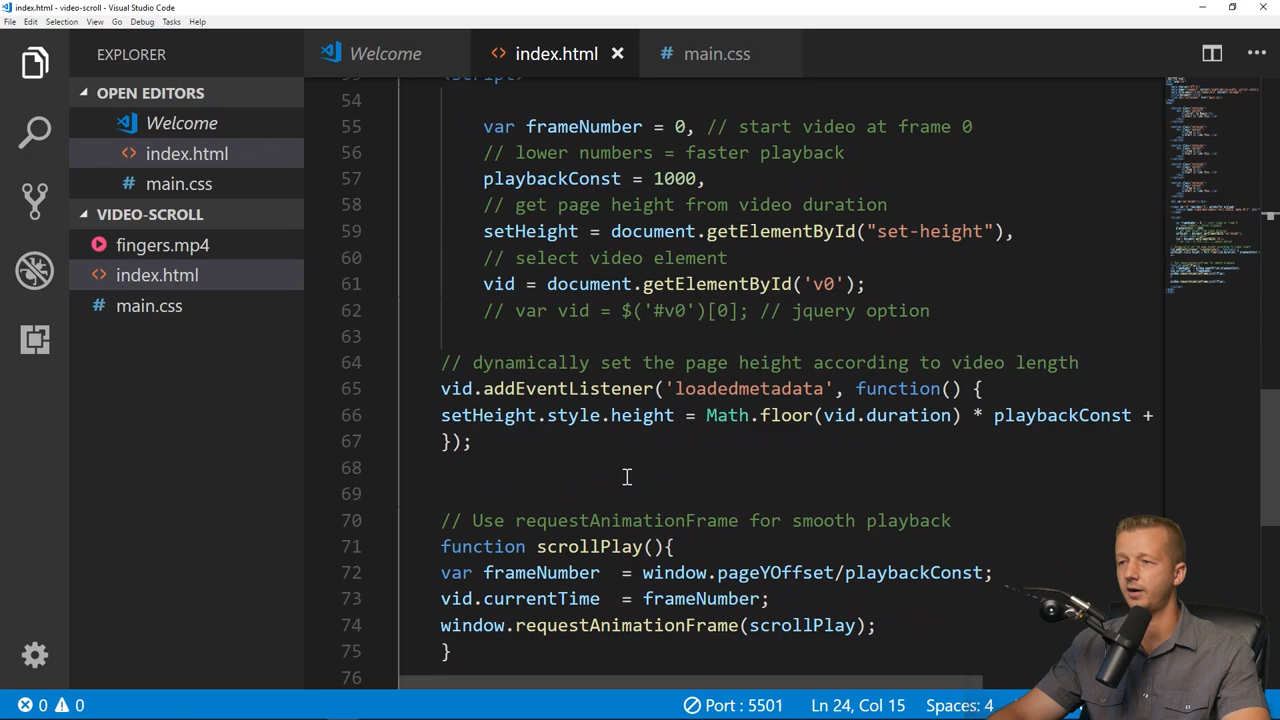 index.html - video-scroll - Visual Studio Code
File Edit Selection View Go Debug Tasks Help
EXPLORER
OPEN EDITORS
Welcome
index.html
main.css
VIDEO-SCROLL
fingers.mp4
index.html
main.css
Welcome index.html main.css
53 <script>
54
55 var frameNumber = 0, // start video at frame 0
56 // lower numbers = faster playback
57 playbackConst = 1000,
58 // get page height from video duration
59 setHeight = document.getElementById("set-height"),
60 // select video element
61 vid = document.getElementById('v0');
62 // var vid = $('#v0')[0]; // jquery option
63
64 // dynamically set the page height according to video length
65 vid.addEventListener('loadedmetadata', function() {
66 setHeight.style.height = Math.floor(vid.duration) * playbackConst +
67 });
68
69
70 // Use requestAnimationFrame for smooth playback
71 function scrollPlay(){
72 var frameNumber = window.pageYOffset/playbackConst;
73 vid.currentTime = frameNumber;
74 window.requestAnimationFrame(scrollPlay);
75 }
76
0 0 Port : 5501 Ln 24, Col 15 Spaces: 4